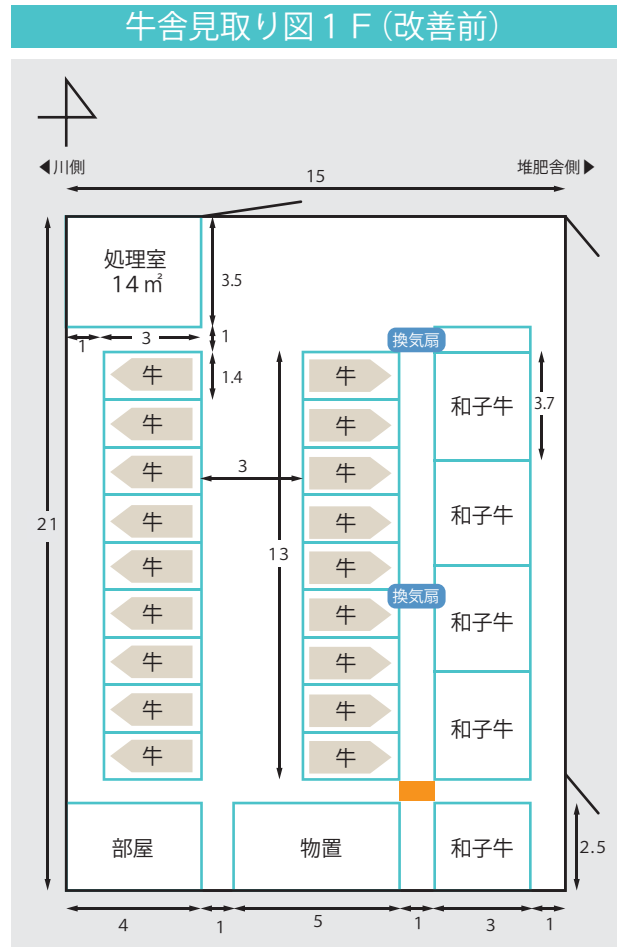 牛舎見取り図１F（改善前）
◀川側
堆肥舎側▶
15
処理室
14㎡
3.5
1
3
1
換気扇
牛
1.4
牛
和子牛
3.7
牛
牛
牛
3
牛
和子牛
21
牛
牛
13
牛
牛
換気扇
牛
牛
和子牛
牛
牛
牛
牛
和子牛
牛
牛
部屋
物置
和子牛
2.5
4
1
5
1
3
1